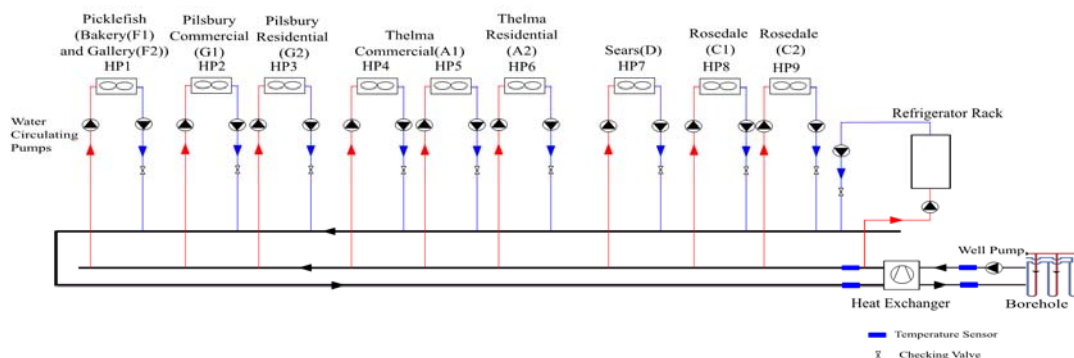 Picklefish
(Bakery(F1)
and Gallery(F2))
HP1
Pilsbury
Commercial
(G1)
HP2
Pilsbury
Residential
(G2)
HP3
Thelma
Commercial(A1)
HP4 HP5
Thelma
Residential
(A2)
HP6
Sears(D)
HP7
Rosedale
(C1)
HP8
Rosedale
(C2)
HP9
Water
Circulating
Pumps
Refrigerator Rack
Well Pump
Heat Exchanger
Borehole
Temperature Sensor
Checking Valve